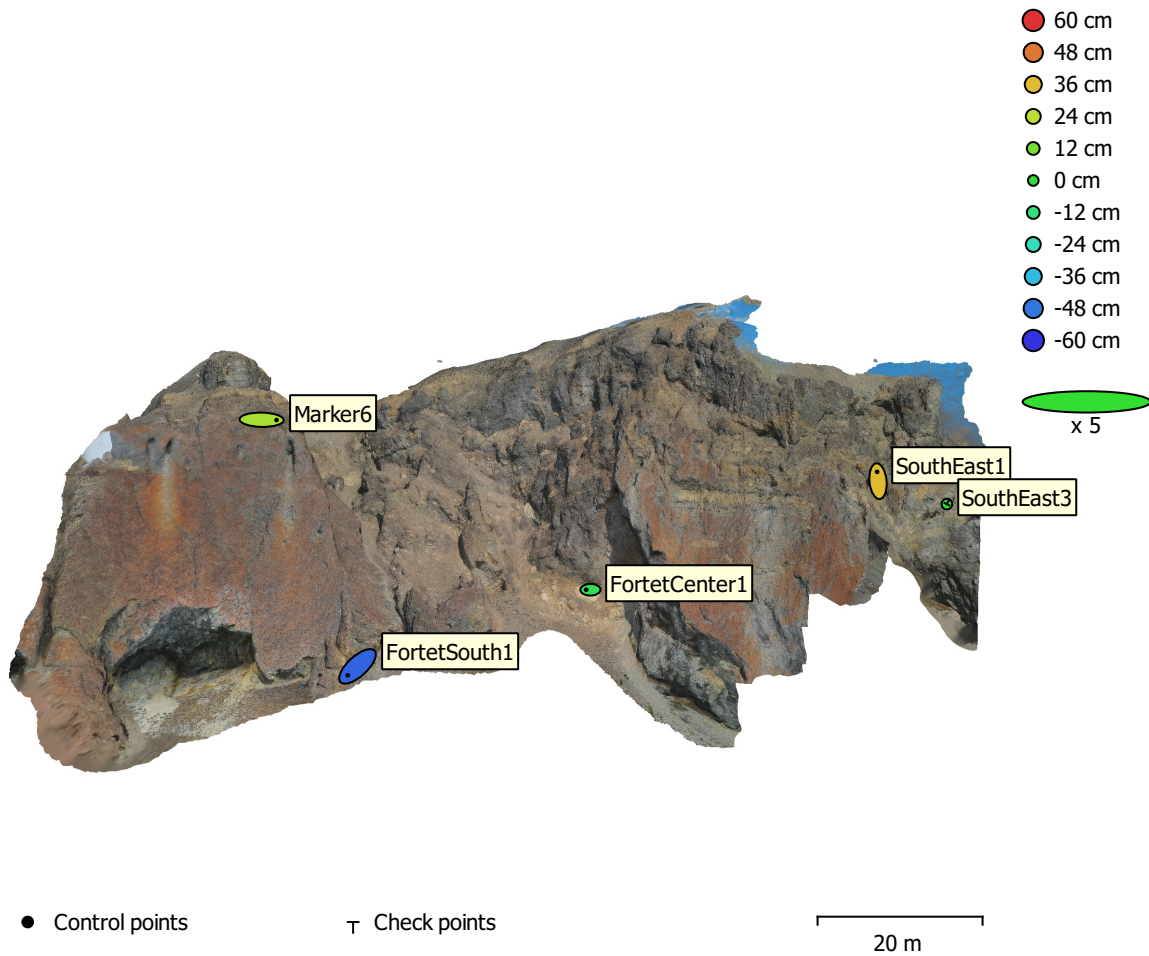 60 cm
48 cm
36 cm
24 cm
12 cm
0 cm
-12 cm
-24 cm
-36 cm
-48 cm
-60 cm
x 5
Marker6
SouthEast1
SouthEast3
FortetCenter1
FortetSouth1
Control points
Check points
20 m